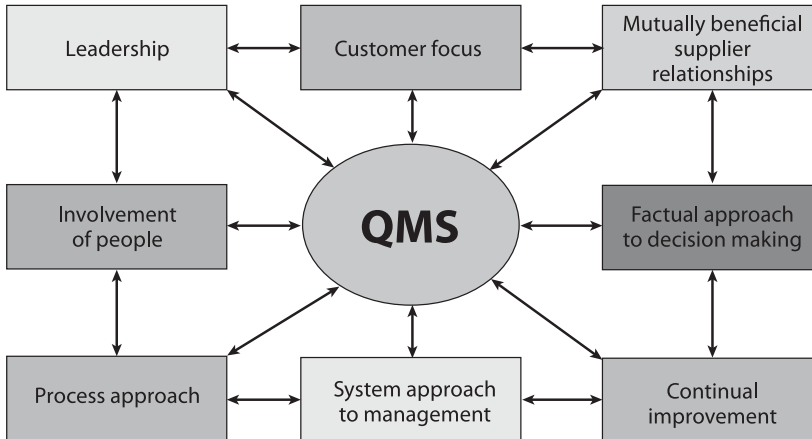 Leadership
Customer focus
Mutually beneficial
supplier
relationships
Involvement
of people
QMS
Factual approach
to decision making
Process approach
System approach
to management
Continual
improvement